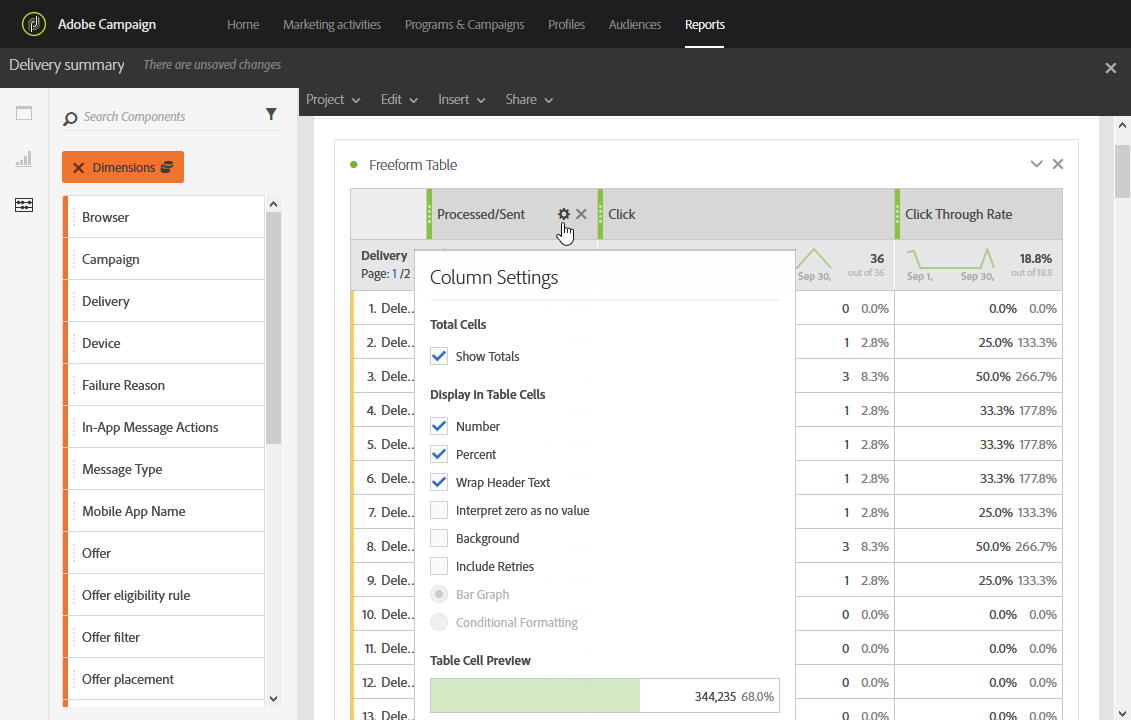 Adobe Campaign Home Marketing activities Programs & Campaigns Profiles Audiences Reports
Delivery summary There are unsaved changes
Project Edit Insert Share
Search Components
Dimensions
Browser
Campaign
Delivery
Device
Failure Reason
In-App Message Actions
Message Type
Mobile App Name
Offer
Offer eligibility rule
Offer filter
Offer placement
Freeform Table
Processed/Sent Click Click Through Rate
Delivery
Page: 1 /2
Sep 30,
36
out of 36
Sep 1, Sep 30,
18.8%
out of 18.8
1. Dele.. 0 0.0% 0.0% 0.0%
2. Dele.. 1 2.8% 25.0% 133.3%
3. Dele.. 3 8.3% 50.0% 266.7%
4. Dele.. 1 2.8% 33.3% 177.8%
5. Dele.. 1 2.8% 33.3% 177.8%
6. Dele.. 1 2.8% 33.3% 177.8%
7. Dele.. 1 2.8% 25.0% 133.3%
8. Dele.. 3 8.3% 50.0% 266.7%
9. Dele.. 1 2.8% 25.0% 133.3%
10. Dele.. 0 0.0% 0.0% 0.0%
11. Dele.. 0 0.0% 0.0% 0.0%
12. Dele.. 0 0.0% 0.0% 0.0%
13. Dele.. 0 0.0% 0.0% 0.0%
Column Settings
Total Cells
Show Totals
Display In Table Cells
Number
Percent
Wrap Header Text
Interpret zero as no value
Background
Include Retries
Bar Graph
Conditional Formatting
Table Cell Preview
344,235 68.0%